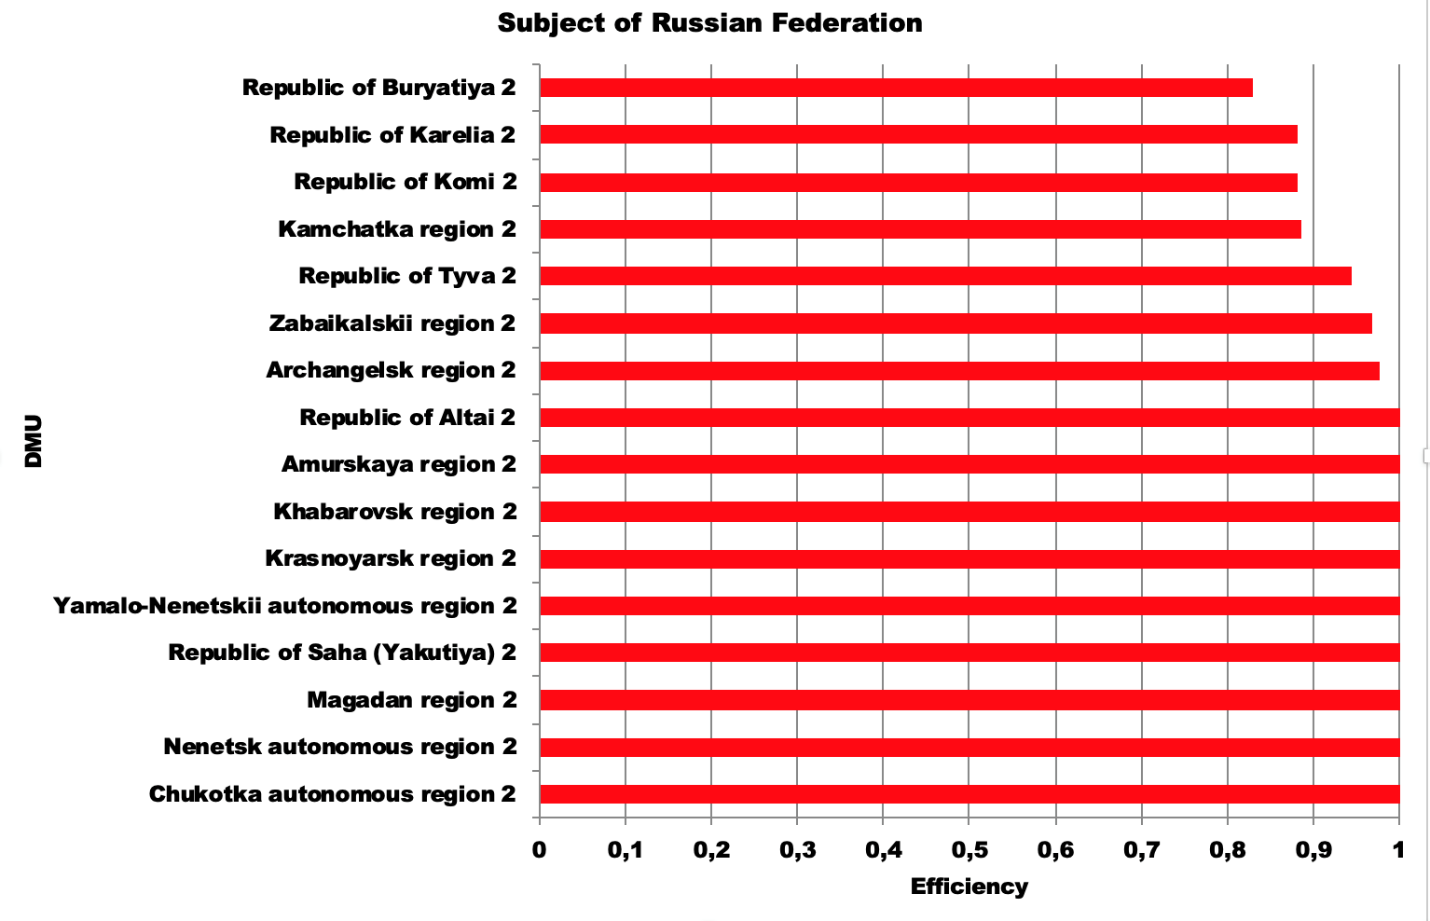 Subject of Russian Federation
Republic of Buryatiya 2
Republic of Karelia 2
Republic of Komi 2
Kamchatka region 2
Republic of Tyva 2
Zabaikalskii region 2
Archangelsk region 2
Republic of Altai 2
Amurskaya region 2
Khabarovsk region 2
Krasnoyarsk region 2
Yamalo-Nenetskii autonomous region 2
Republic of Saha (Yakutiya) 2
Magadan region 2
Nenetsk autonomous region 2
Chukotka autonomous region 2
DMU
0 0,1 0,2 0,3 0,4 0,5 0,6 0,7 0,8 0,9 1
Efficiency